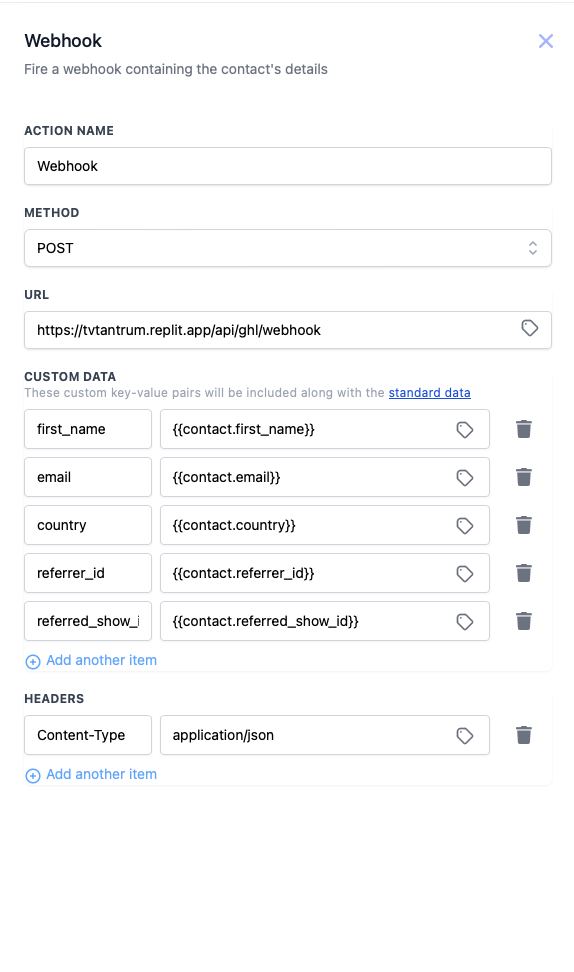 Webhook
Fire a webhook containing the contact's details
ACTION NAME
Webhook
METHOD
POST
URL
https://tvtantrum.replit.app/api/ghl/webhook
CUSTOM DATA
These custom key-value pairs will be included along with the standard data
first_name {{contact.first_name}}
email {{contact.email}}
country {{contact.country}}
referrer_id {{contact.referrer_id}}
referred_show_i {{contact.referred_show_id}}
Add another item
HEADERS
Content-Type application/json
Add another item